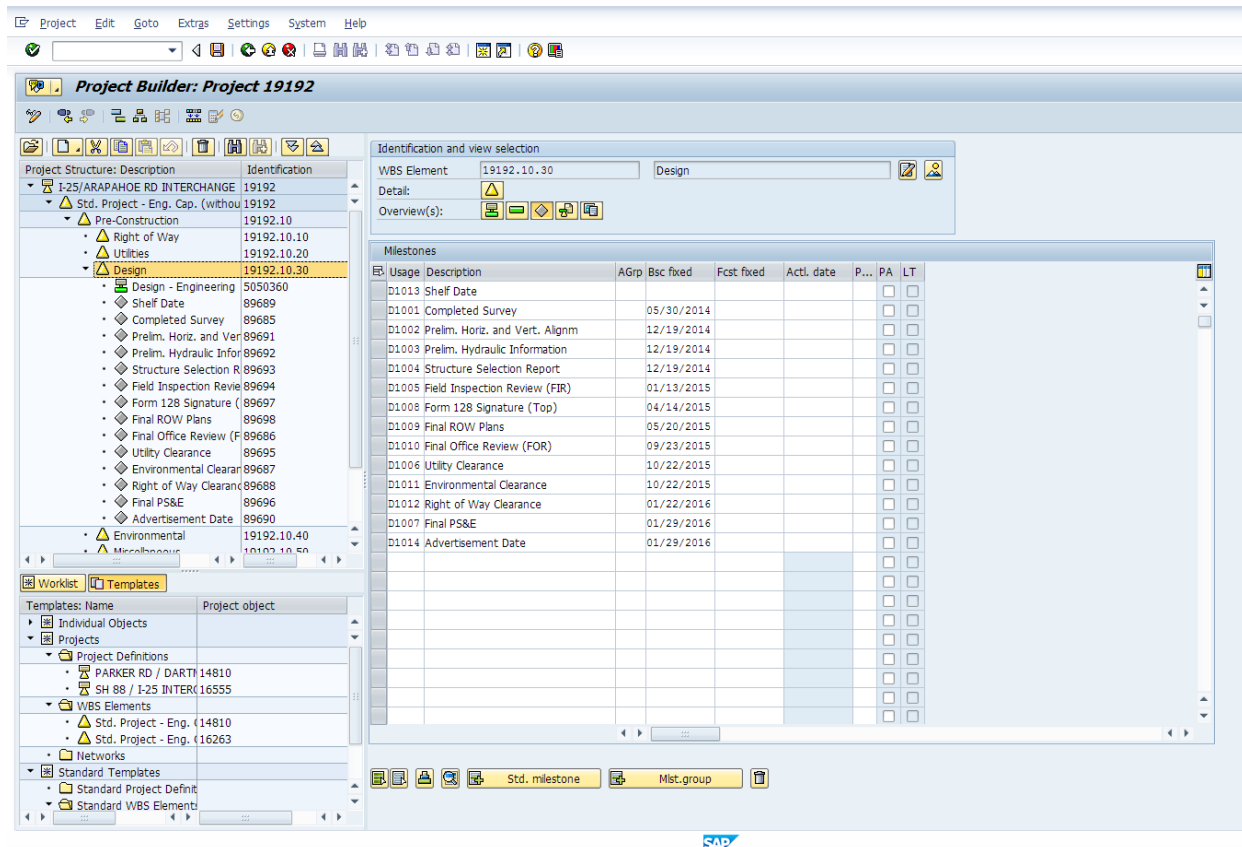 Project Edit Goto Extras Settings System Help
Project Builder: Project 19192
Project Structure: Description Identification
I-25/ARAPAHOE RD INTERCHANGE 19192
Std. Project - Eng. Cap. (withou 19192
Pre-Construction 19192.10
Right of Way 19192.10.10
Utilities 19192.10.20
Design 19192.10.30
Design - Engineering 5050360
Shelf Date 89689
Completed Survey 89685
Prelim. Horiz. and Ver 89691
Prelim. Hydraulic Infor 89692
Structure Selection R 89693
Field Inspection Revie 89694
Form 128 Signature ( 89697
Final ROW Plans 89698
Final Office Review (F 89686
Utility Clearance 89695
Environmental Clearan 89687
Right of Way Clearanc 89688
Final PS&E 89696
Advertisement Date 89690
Environmental 19192.10.40
Miscellaneous 19192.10.50
Worklist Templates
Templates: Name Project object
Individual Objects
Projects
Project Definitions
PARKER RD / DARTM 14810
SH 88 / I-25 INTERC 16555
WBS Elements
Std. Project - Eng. ( 14810
Std. Project - Eng. ( 16263
Networks
Standard Templates
Standard Project Definit
Standard WBS Elements
Identification and view selection
WBS Element 19192.10.30 Design
Detail:
Overview(s):
Milestones
Usage Description AGrp Bsc fixed Fcst fixed Actl. date P... PA LT
D1013 Shelf Date
D1001 Completed Survey 05/30/2014
D1002 Prelim. Horiz. and Vert. Alignm 12/19/2014
D1003 Prelim. Hydraulic Information 12/19/2014
D1004 Structure Selection Report 12/19/2014
D1005 Field Inspection Review (FIR) 01/13/2015
D1008 Form 128 Signature (Top) 04/14/2015
D1009 Final ROW Plans 05/20/2015
D1010 Final Office Review (FOR) 09/23/2015
D1006 Utility Clearance 10/22/2015
D1011 Environmental Clearance 10/22/2015
D1012 Right of Way Clearance 01/22/2016
D1007 Final PS&E 01/29/2016
D1014 Advertisement Date 01/29/2016
Std. milestone Mlst.group
SAP